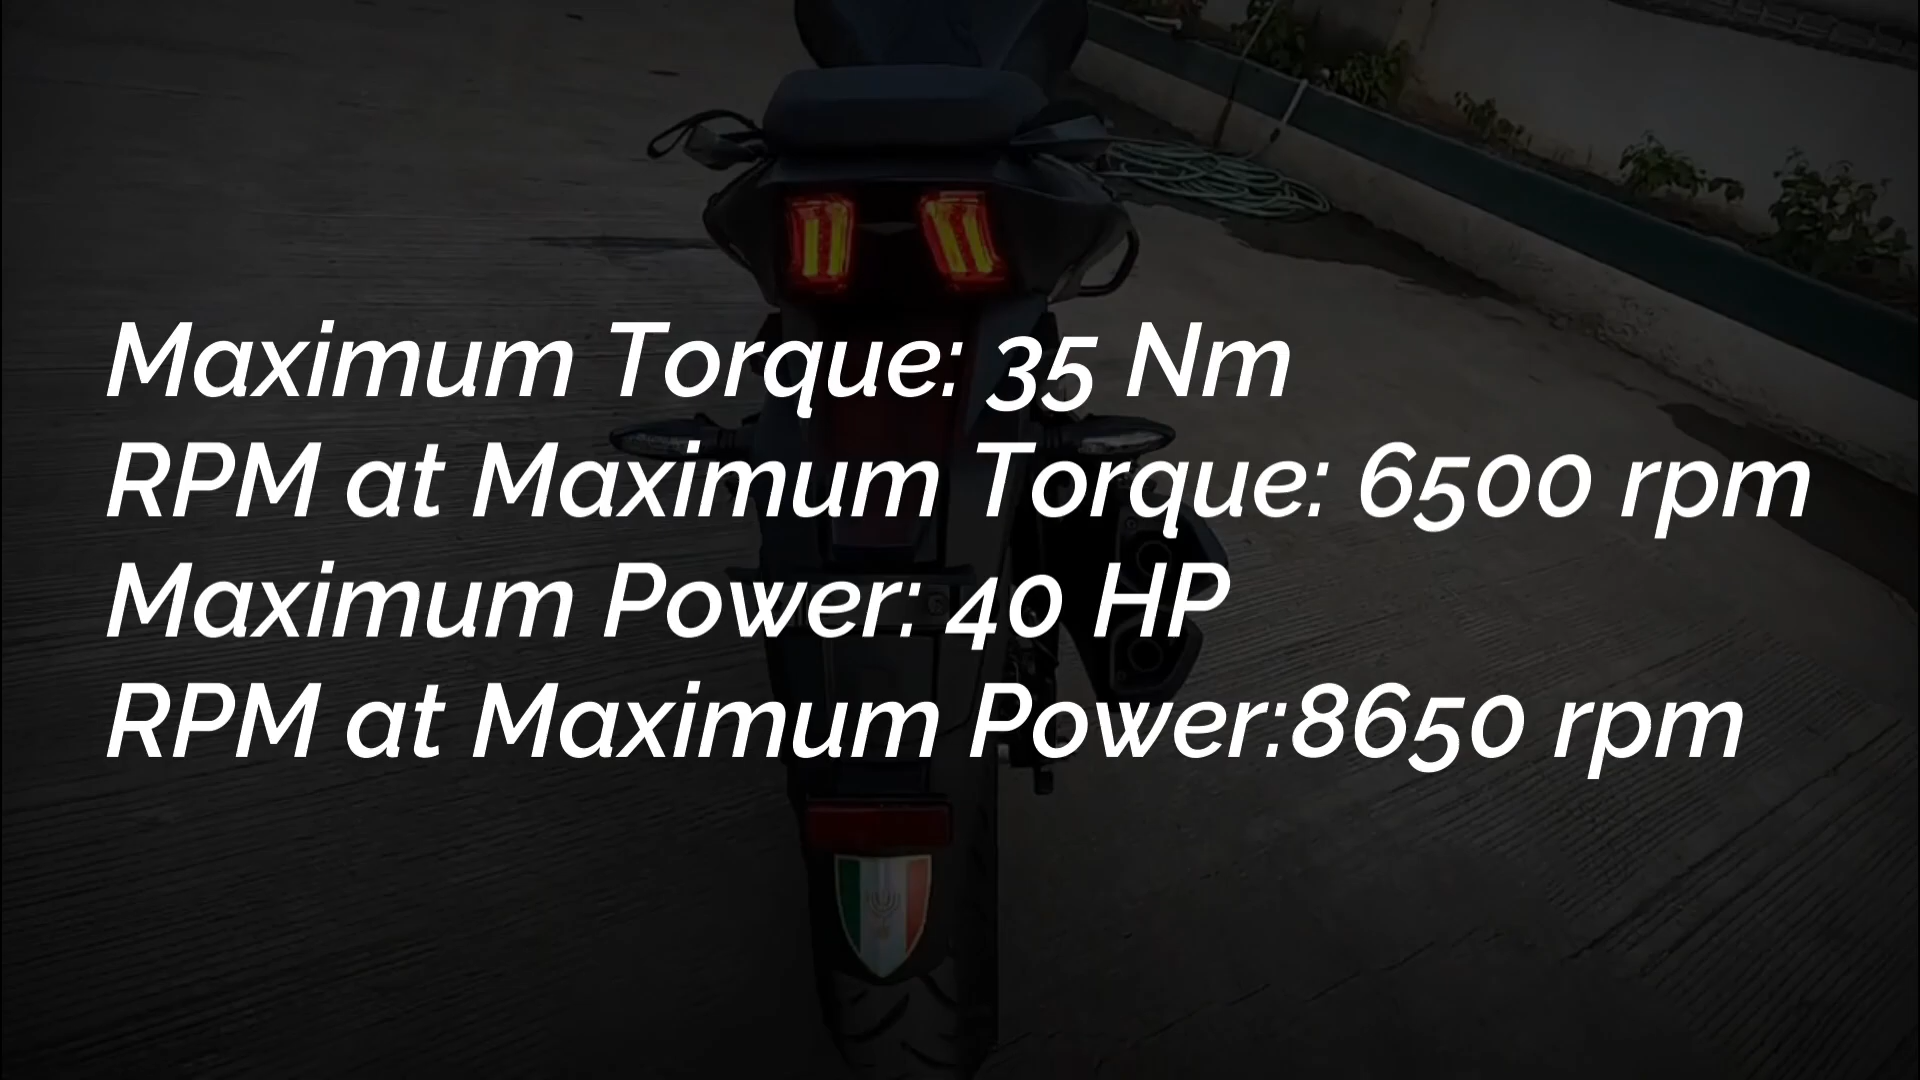 Maximum Torque: 35 Nm
RPM at Maximum Torque: 6500 rpm
Maximum Power: 40 HP
RPM at Maximum Power:8650 rpm